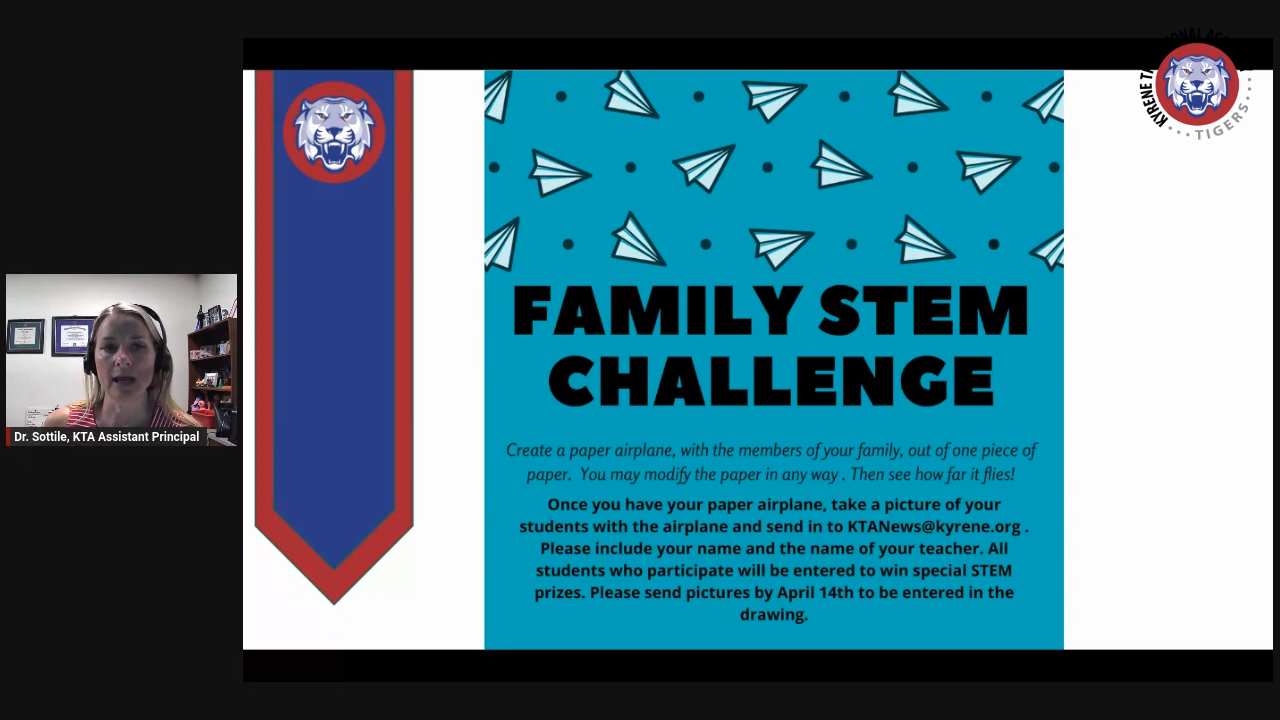 FAMILY STEM
CHALLENGE
Create a paper airplane, with the members of your family, out of one piece of
paper.  You may modify the paper in any way . Then see how far it flies!
Once you have your paper airplane, take a picture of your
students with the airplane and send in to KTANews@kyrene.org .
Please include your name and the name of your teacher. All
students who participate will be entered to win special STEM
prizes. Please send pictures by April 14th to be entered in the
drawing.
Dr. Sottile, KTA Assistant Principal
KYRENE
TIGERS